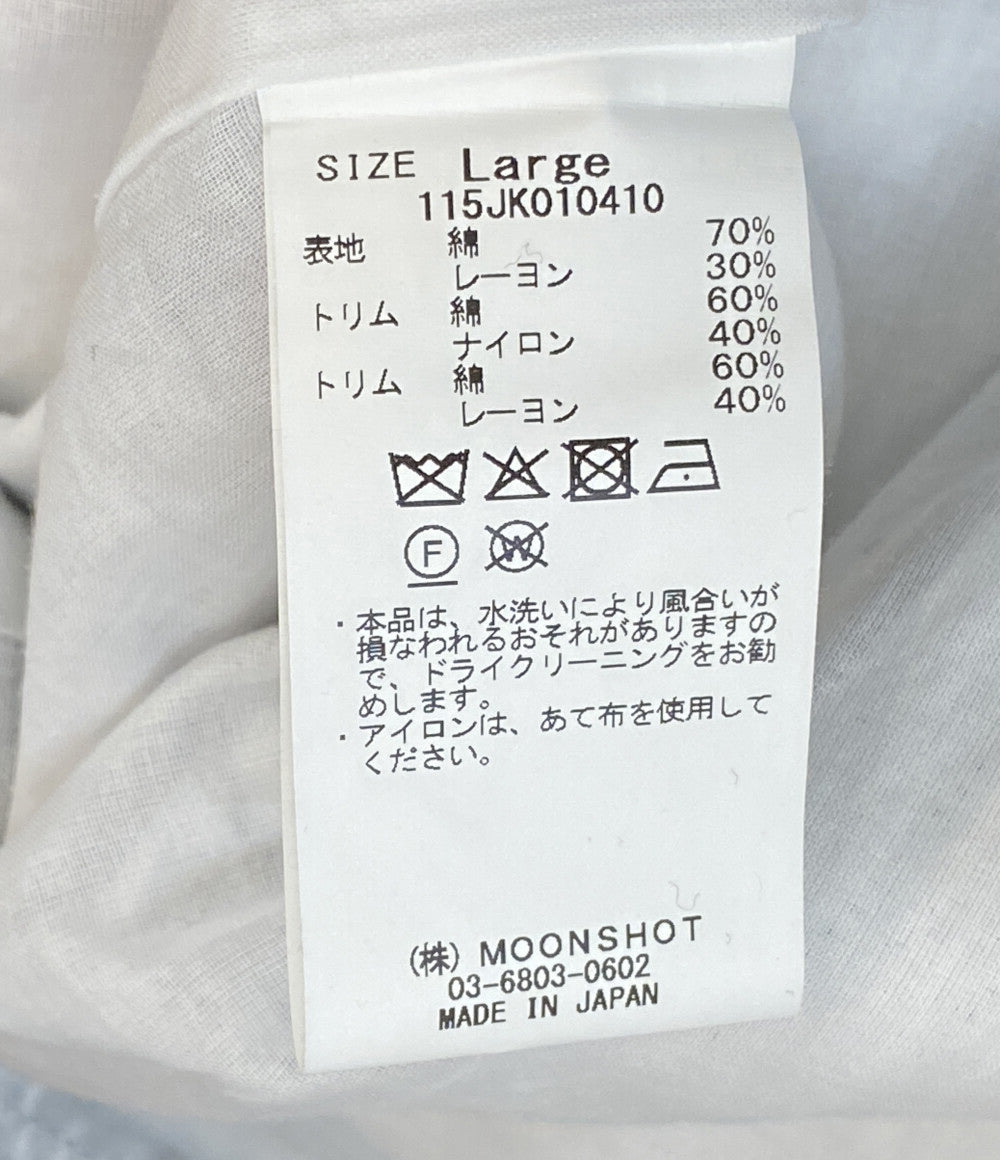 SIZE Large
115JK010410
表地 綿 70%
レーヨン 30%
トリム 綿 60%
ナイロン 40%
トリム 綿 60%
レーヨン 40%
F W
・本品は、水洗いにより風合いが
損なわれるおそれがありますの
で、ドライクリーニングをお勧
めします。
・アイロンは、あて布を使用して
ください。
(株) MOONSHOT
03-6803-0602
MADE IN JAPAN